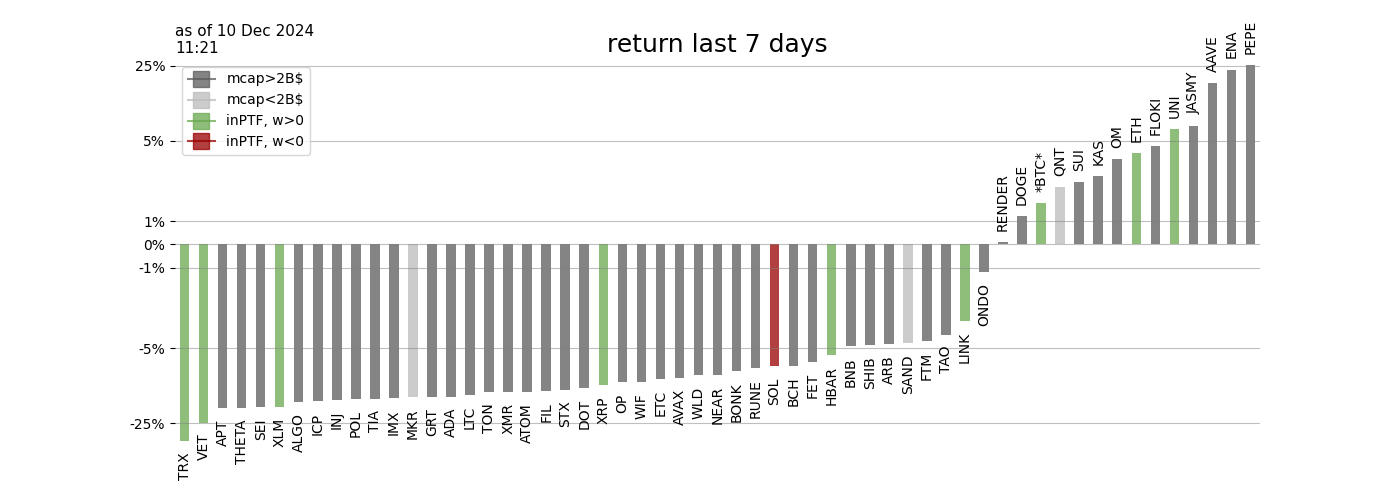 as of 10 Dec 2024
11:21
return last 7 days
25%
5%
1%
0%
-1%
-5%
-25%
mcap>2B$
mcap<2B$
inPTF, w>0
inPTF, w<0
TRX
VET
APT
THETA
SEI
XLM
ALGO
ICP
INJ
POL
TIA
IMX
MKR
GRT
ADA
LTC
TON
XMR
ATOM
FIL
STX
DOT
XRP
OP
WIF
ETC
AVAX
WLD
NEAR
BONK
RUNE
SOL
BCH
FET
HBAR
BNB
SHIB
ARB
SAND
FTM
TAO
LINK
ONDO
RENDER
DOGE
*BTC*
QNT
SUI
KAS
OM
ETH
FLOKI
UNI
JASMY
AAVE
ENA
PEPE